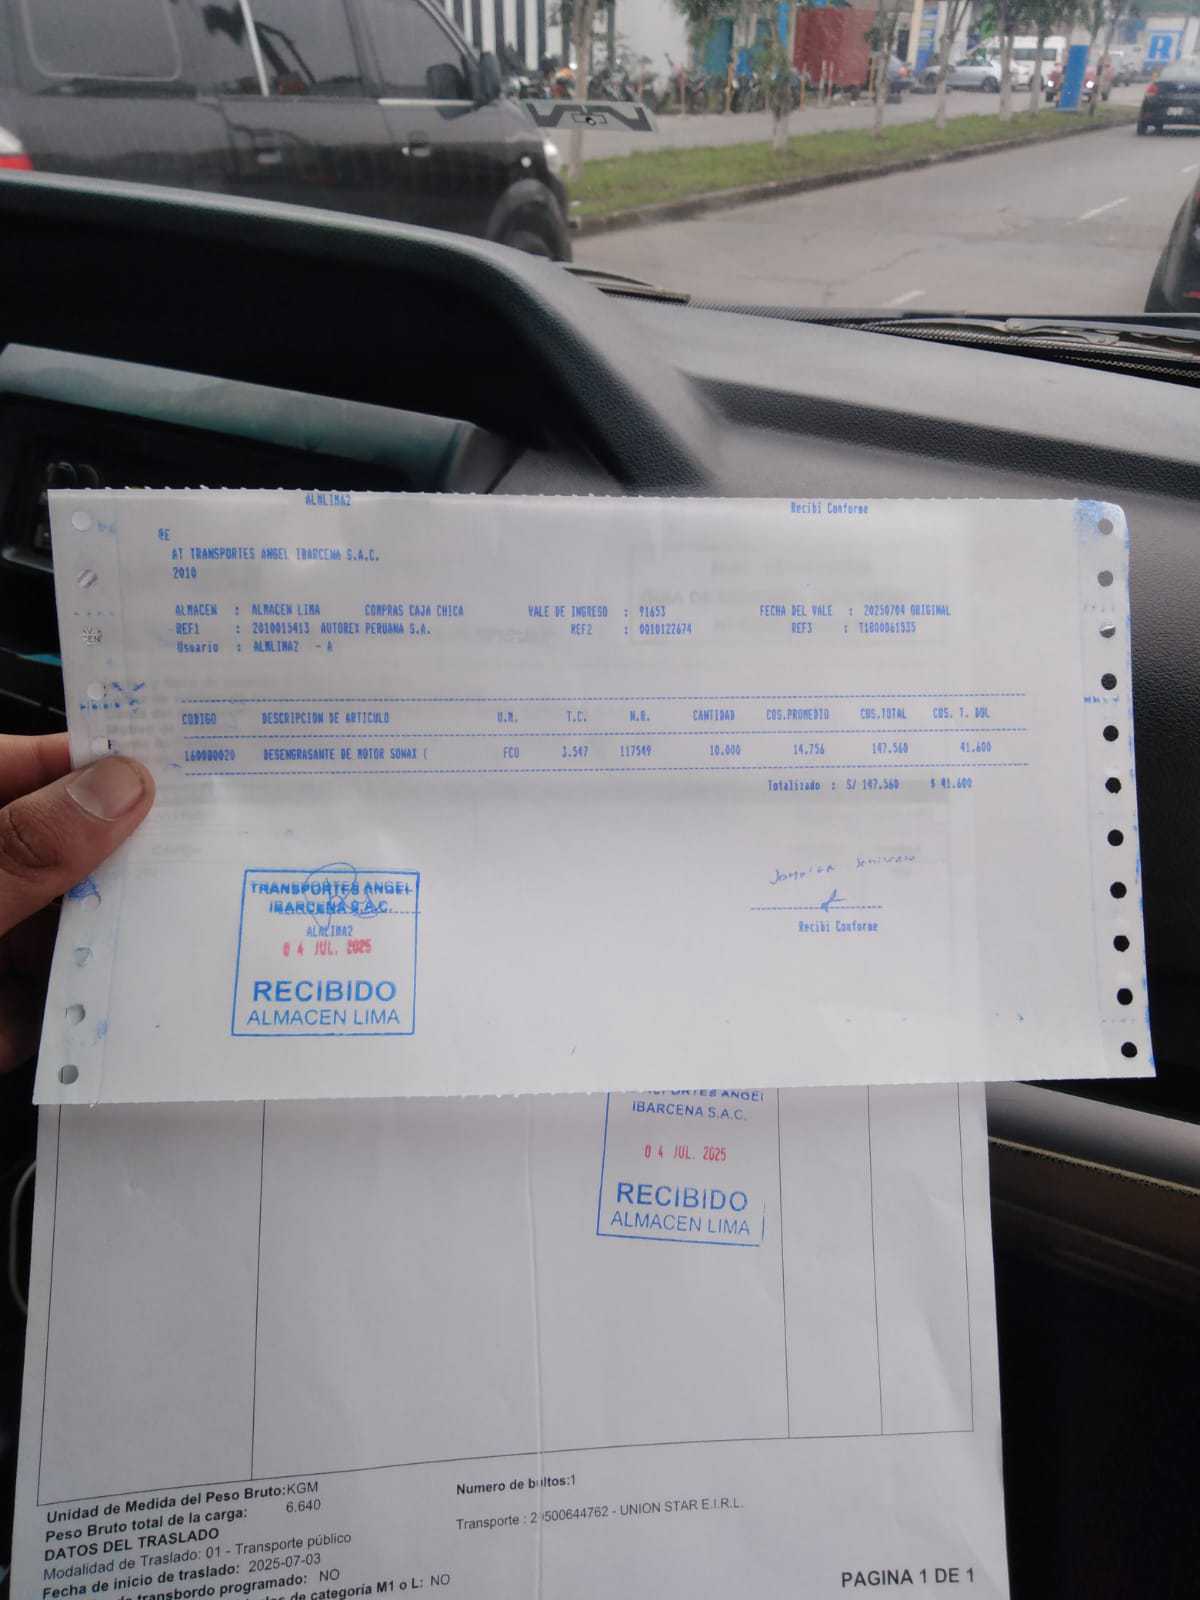 ALMLIMA2
Recibi Conforme
RE
AT TRANSPORTES ANGEL IBARCENA S.A.C.
2010
ALMACEN : ALMACEN LIMA COMPRAS CAJA CHICA VALE DE INGRESO : 91653 FECHA DEL VALE : 20250704 ORIGINAL
REF1 : 2010015413 AUTOREX PERUANA S.A. REF2 : 0010122674 REF3 : T1800061535
Usuario : ALMLIMA2 - A
CODIGO DESCRIPCION DE ARTICULO U.M. T.C. N.R. CANTIDAD COS.PROMEDIO COS.TOTAL COS. T. DOL
160000020 DESENGRASANTE DE MOTOR SONAX ( FCO 3.547 117549 10.000 14.756 147.560 41.600
Totalizado : S/ 147.560 $ 41.600
TRANSPORTES ANGEL
IBARCENA S.A.C.
ALMLIMA2
04 JUL. 2025
RECIBIDO
ALMACEN LIMA
Recibi Conforme
IBARCENA S.A.C.
04 JUL. 2025
RECIBIDO
ALMACEN LIMA
Unidad de Medida del Peso Bruto:KGM
Peso Bruto total de la carga: 6.640
Numero de bultos:1
DATOS DEL TRASLADO
Transporte : 20500644762 - UNION STAR E.I.R.L.
Modalidad de Traslado: 01 - Transporte público
Fecha de inicio de traslado: 2025-07-03
transbordo programado: NO
de categoría M1 o L: NO
PAGINA 1 DE 1